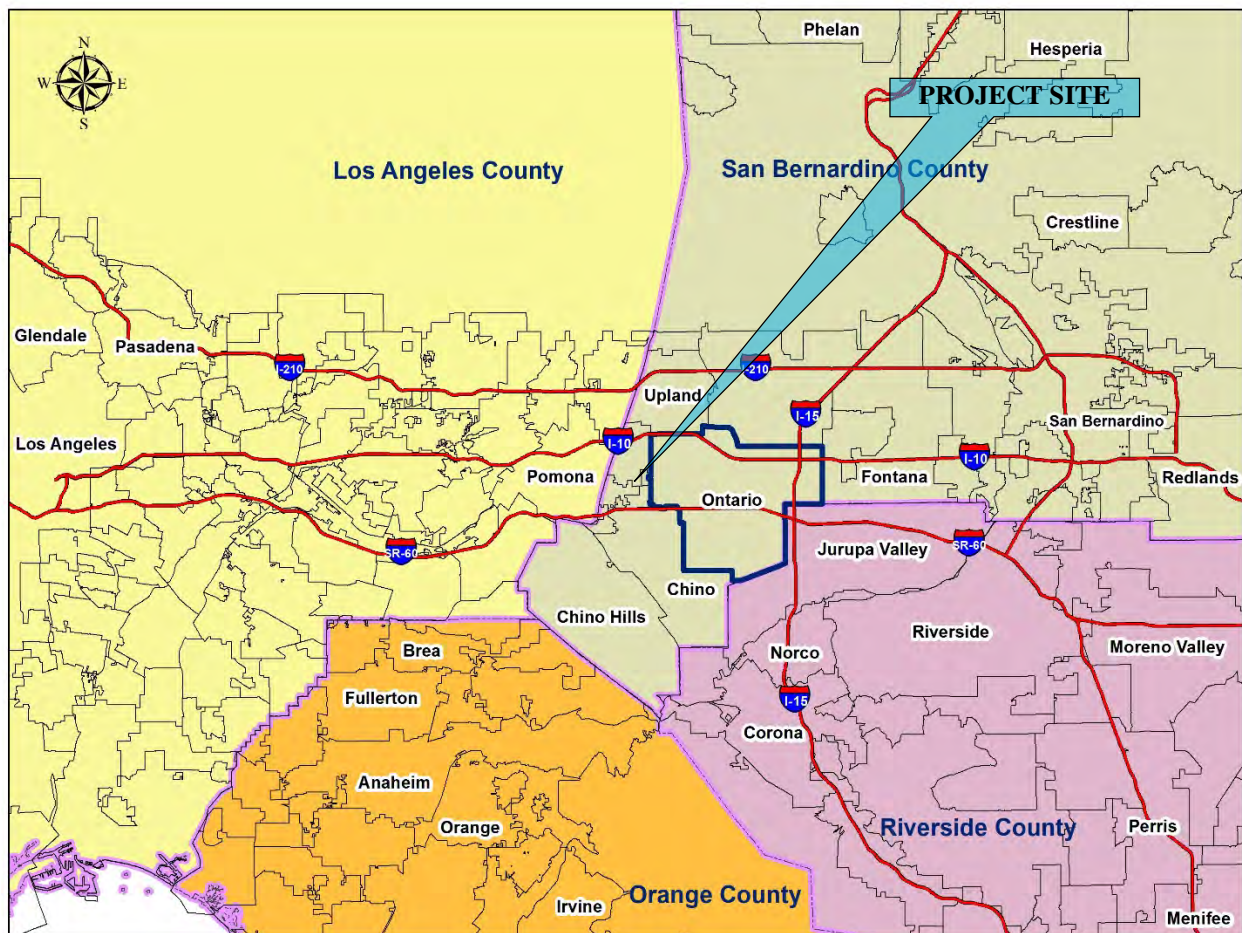 N
W E
S
Phelan
Hesperia
PROJECT SITE
Los Angeles County
San Bernardino County
Crestline
Glendale
Pasadena
I-210
-210
Upland
I-15
San Bernardino
Los Angeles
I-10
I-10
Pomona
Fontana
Redlands
Ontario
SR-60
SR-60
Jurupa Valley
Chino
Chino Hills
Riverside
Brea
Norco
Moreno Valley
Fullerton
I-15
Corona
Anaheim
Orange
Riverside County
Perris
Orange County
Irvine
Menifee